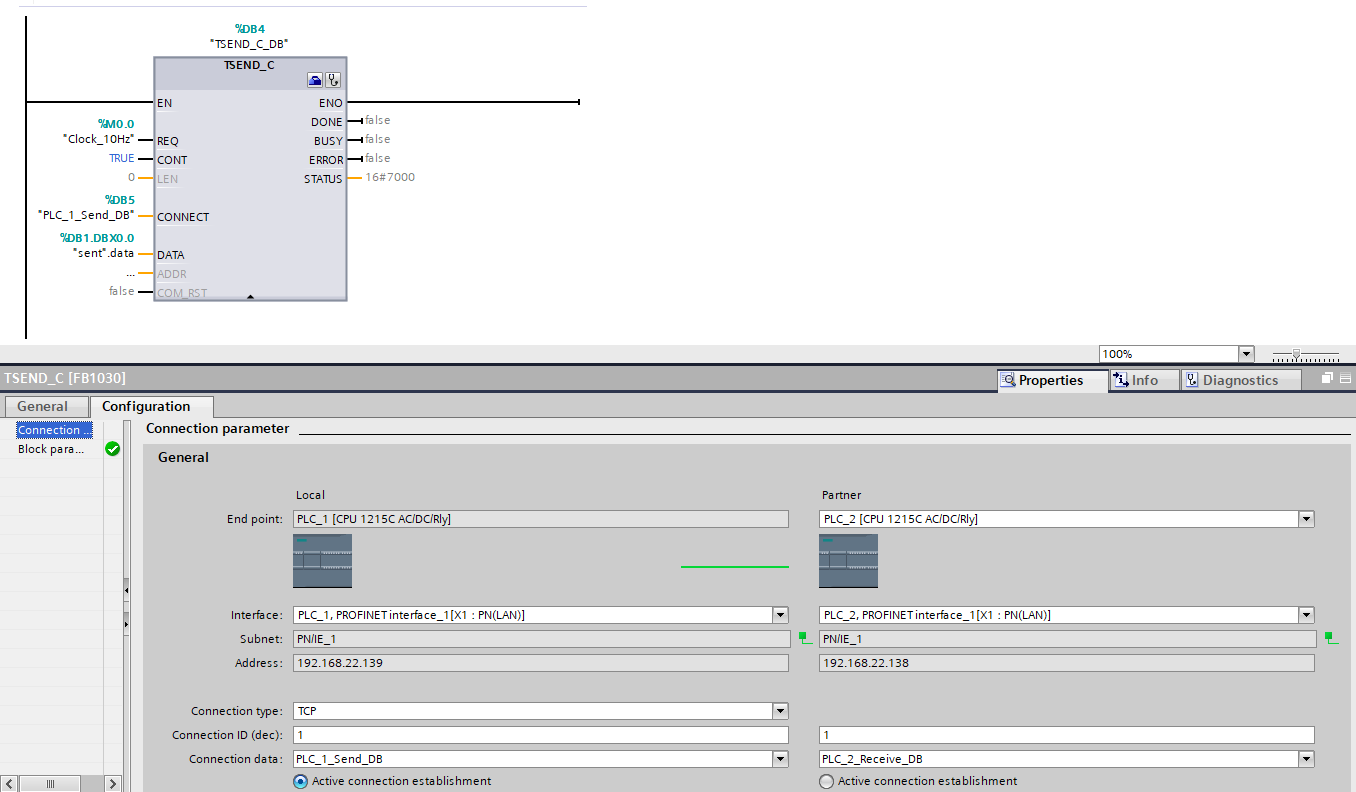 %DB4
"TSEND_C_DB"
TSEND_C
EN ENO
DONE false
%M0.0
"Clock_10Hz" REQ BUSY false
TRUE CONT ERROR false
0 LEN STATUS 16#7000
%DB5
"PLC_1_Send_DB" CONNECT
%DB1.DBX0.0
"sent".data DATA
... ADDR
false COM_RST
100%
TSEND_C [FB1030] Properties Info Diagnostics
General Configuration
Connection ... Connection parameter
Block para...
General
Local Partner
End point: PLC_1 [CPU 1215C AC/DC/Rly] PLC_2 [CPU 1215C AC/DC/Rly]
Interface: PLC_1, PROFINET interface_1[X1 : PN(LAN)] PLC_2, PROFINET interface_1[X1 : PN(LAN)]
Subnet: PN/IE_1 PN/IE_1
Address: 192.168.22.139 192.168.22.138
Connection type: TCP
Connection ID (dec): 1 1
Connection data: PLC_1_Send_DB PLC_2_Receive_DB
Active connection establishment Active connection establishment